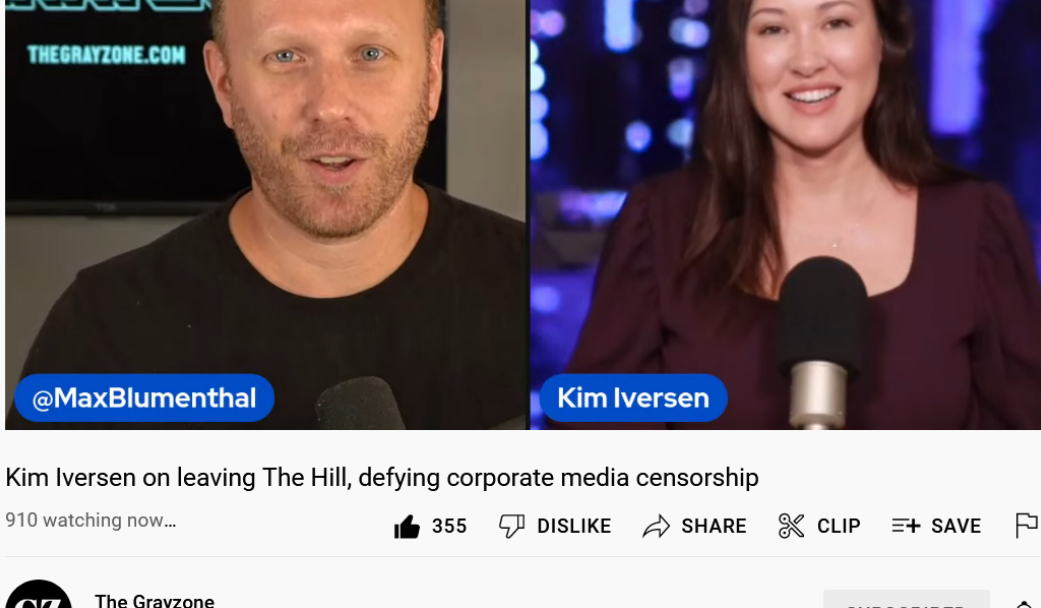 THEGRAYZONE.COM
@MaxBlumenthal
Kim Iversen
Kim Iversen on leaving The Hill, defying corporate media censorship
910 watching now...
355 DISLIKE SHARE CLIP SAVE
The Grayzone
SUBSCRIBED